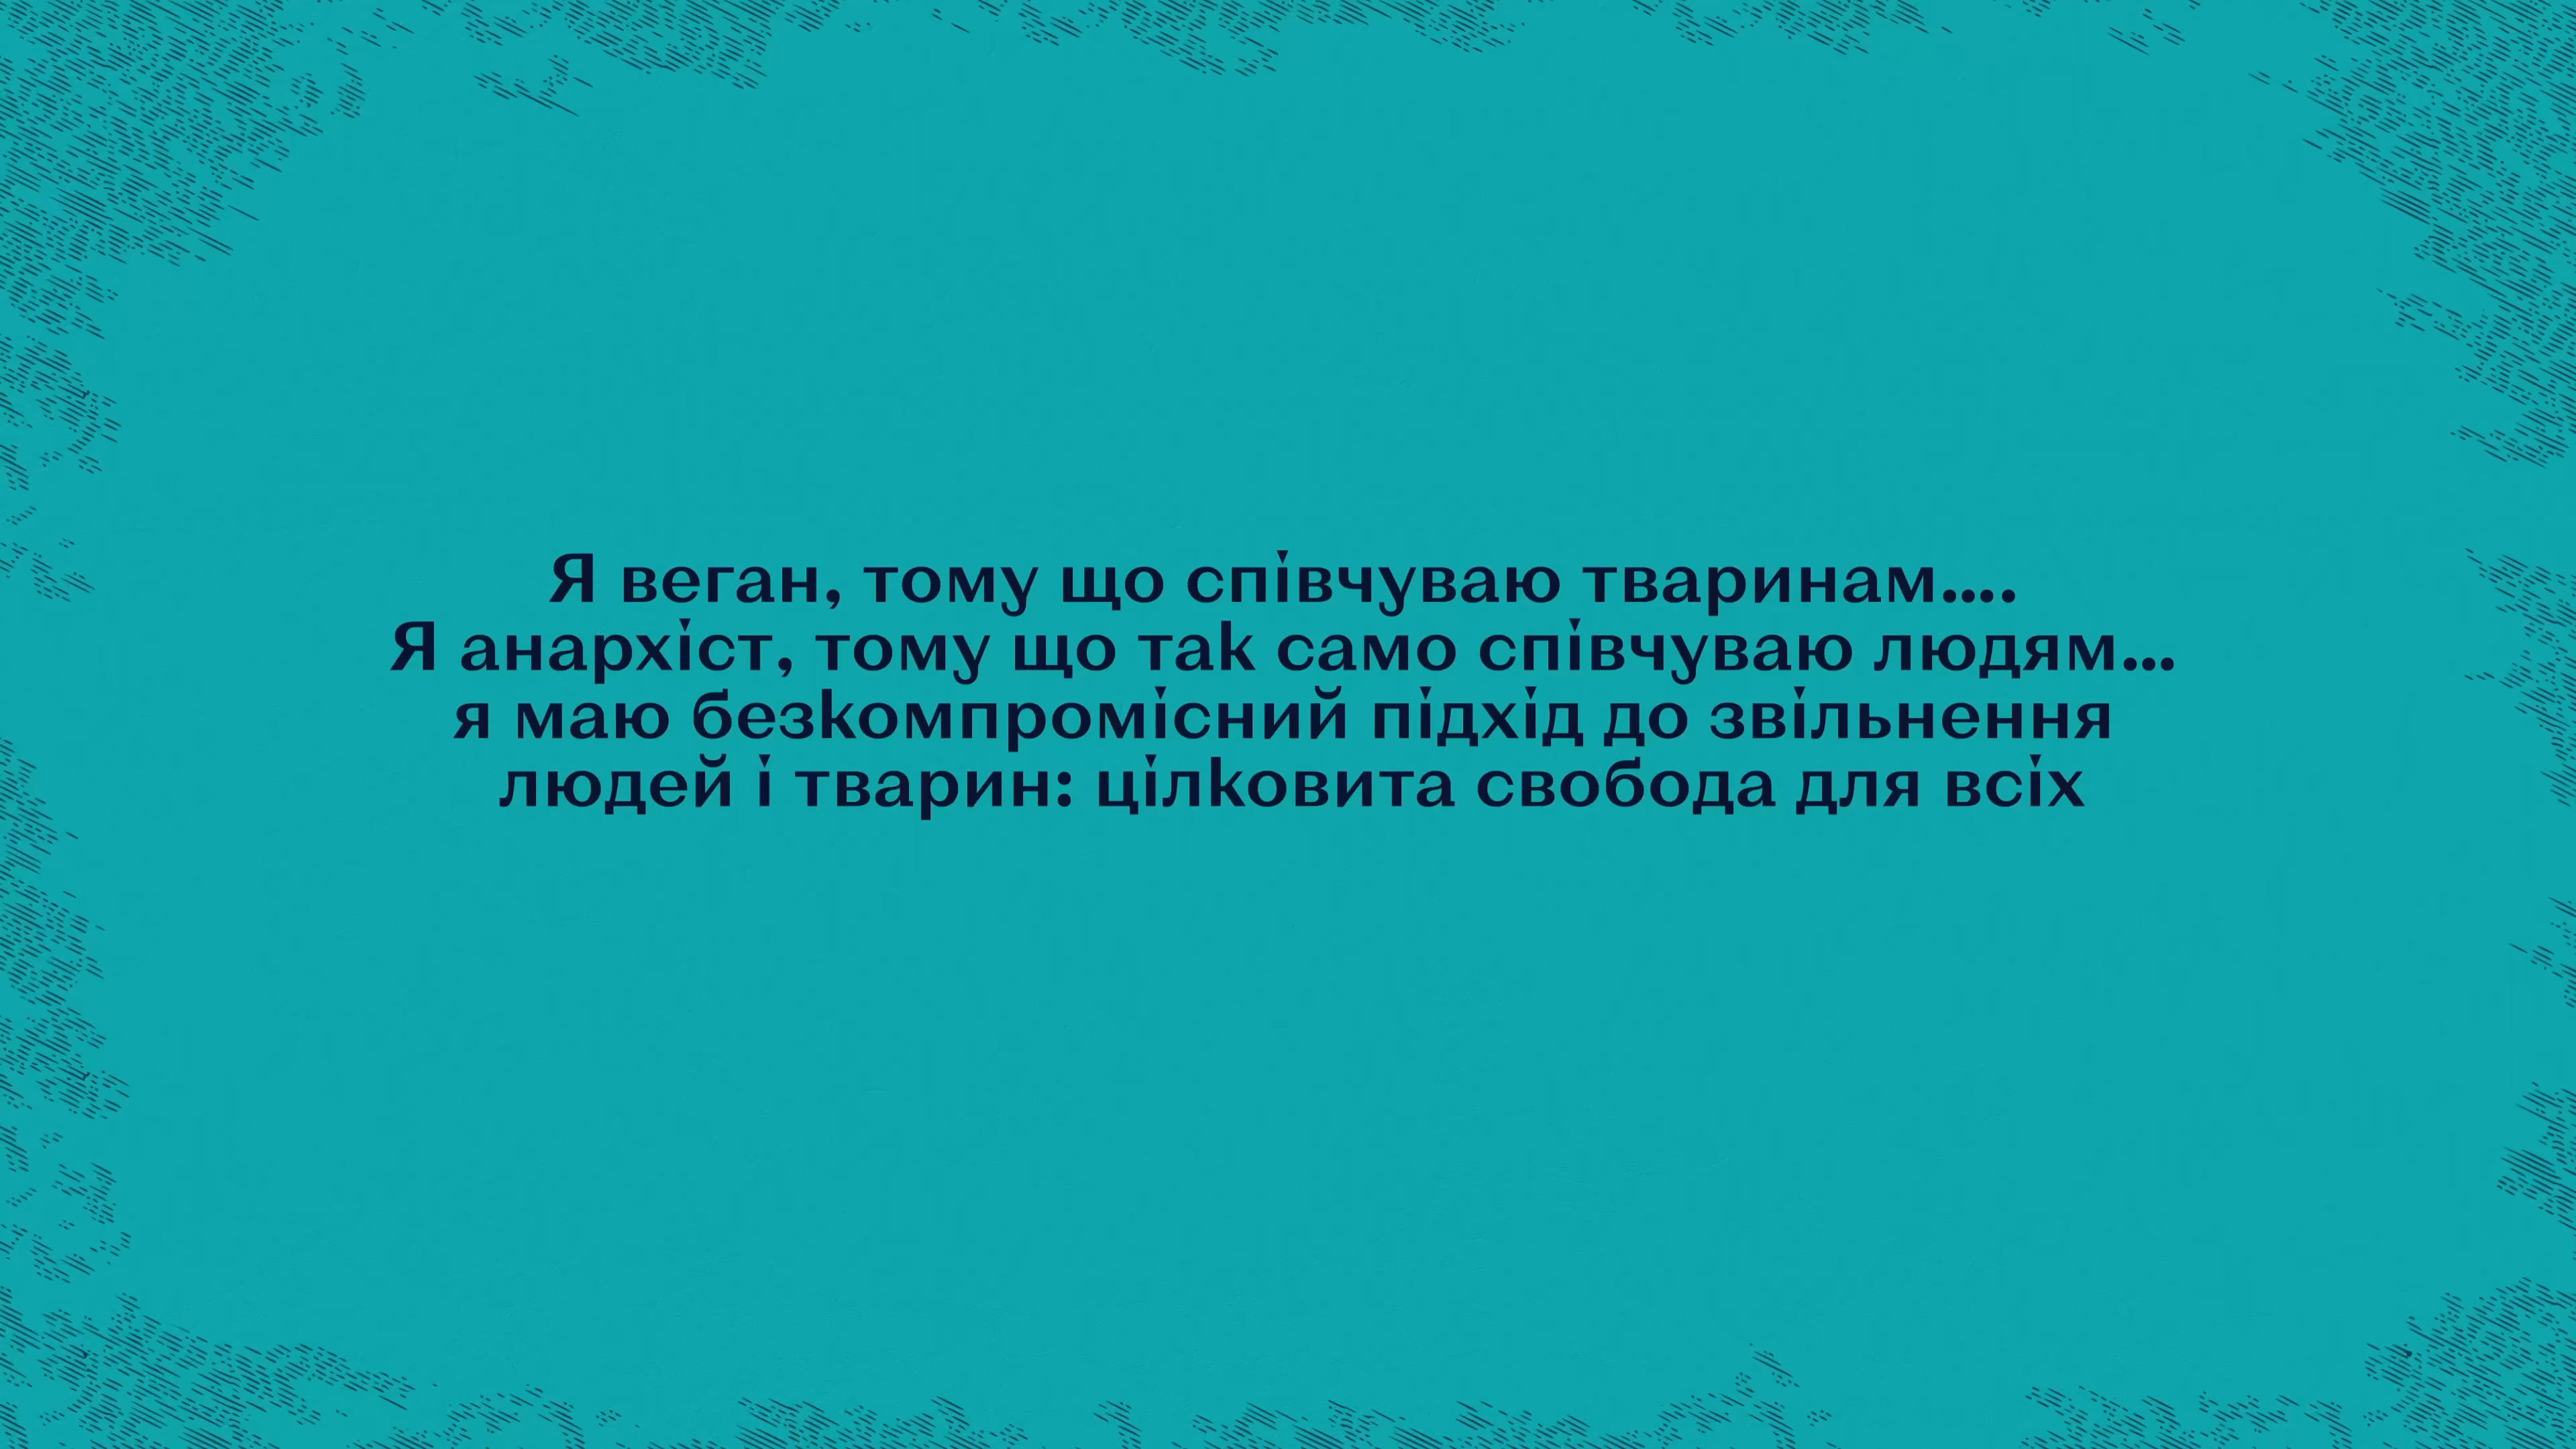 Я веган, тому що співчуваю тваринам....
Я анархіст, тому що так само співчуваю людям...
я маю безкомпромісний підхід до звільнення
людей і тварин: цілковита свобода для всіх